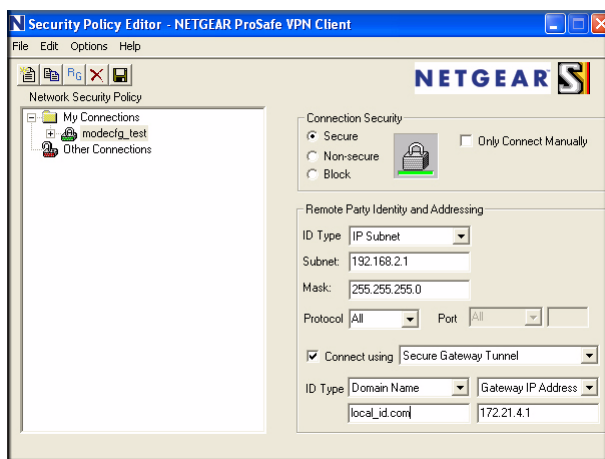 N Security Policy Editor - NETGEAR ProSafe VPN Client
File Edit Options Help
RG
NETGEAR
Network Security Policy
My Connections
modecfg_test
Other Connections
Connection Security
Secure
Only Connect Manually
Non-secure
Block
Remote Party Identity and Addressing
ID Type IP Subnet
Subnet: 192.168.2.1
Mask: 255.255.255.0
Protocol All Port All
Connect using Secure Gateway Tunnel
ID Type Domain Name Gateway IP Address
local_id.com 172.21.4.1